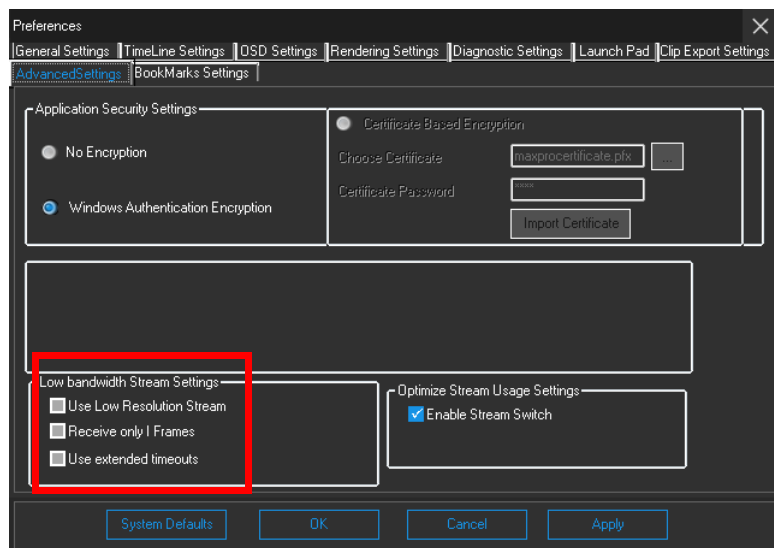 Preferences
General Settings TimeLine Settings OSD Settings Rendering Settings Diagnostic Settings Launch Pad Clip Export Settings
AdvancedSettings BookMarks Settings
Application Security Settings
No Encryption
Windows Authentication Encryption
Certificate Based Encryption
Choose Certificate maxprocertificate.pfx ...
Certificate Password ****
Import Certificate
Low bandwidth Stream Settings
Use Low Resolution Stream
Receive only I Frames
Use extended timeouts
Optimize Stream Usage Settings
Enable Stream Switch
System Defaults OK Cancel Apply